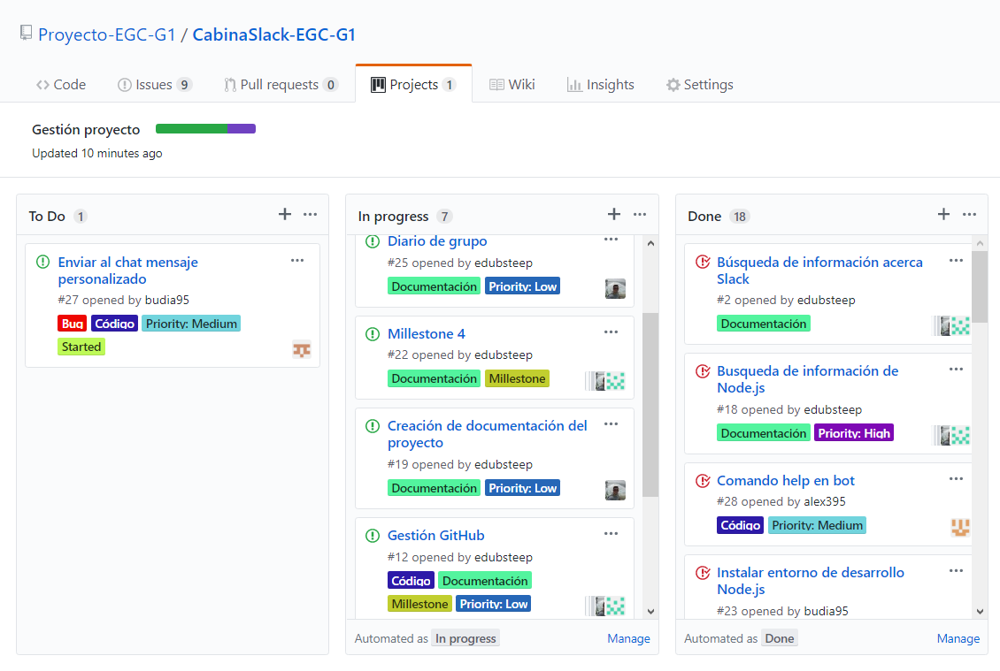 Proyecto-EGC-G1 / CabinaSlack-EGC-G1
Code
Issues 9
Pull requests 0
Projects 1
Wiki
Insights
Settings
Gestión proyecto
Updated 10 minutes ago
To Do 1
Enviar al chat mensaje
personalizado
#27 opened by budia95
Bug Código Priority: Medium
Started
In progress 7
Diario de grupo
#25 opened by edubsteep
Documentación Priority: Low
Millestone 4
#22 opened by edubsteep
Documentación Millestone
Creación de documentación del
proyecto
#19 opened by edubsteep
Documentación Priority: Low
Gestión GitHub
#12 opened by edubsteep
Código Documentación
Millestone Priority: Low
Automated as In progress
Manage
Done 18
Búsqueda de información acerca
Slack
#2 opened by edubsteep
Documentación
Busqueda de información de
Node.js
#18 opened by edubsteep
Documentación Priority: High
Comando help en bot
#28 opened by alex395
Código Priority: Medium
Instalar entorno de desarrollo
Node.js
#23 opened by budia95
Automated as Done
Manage